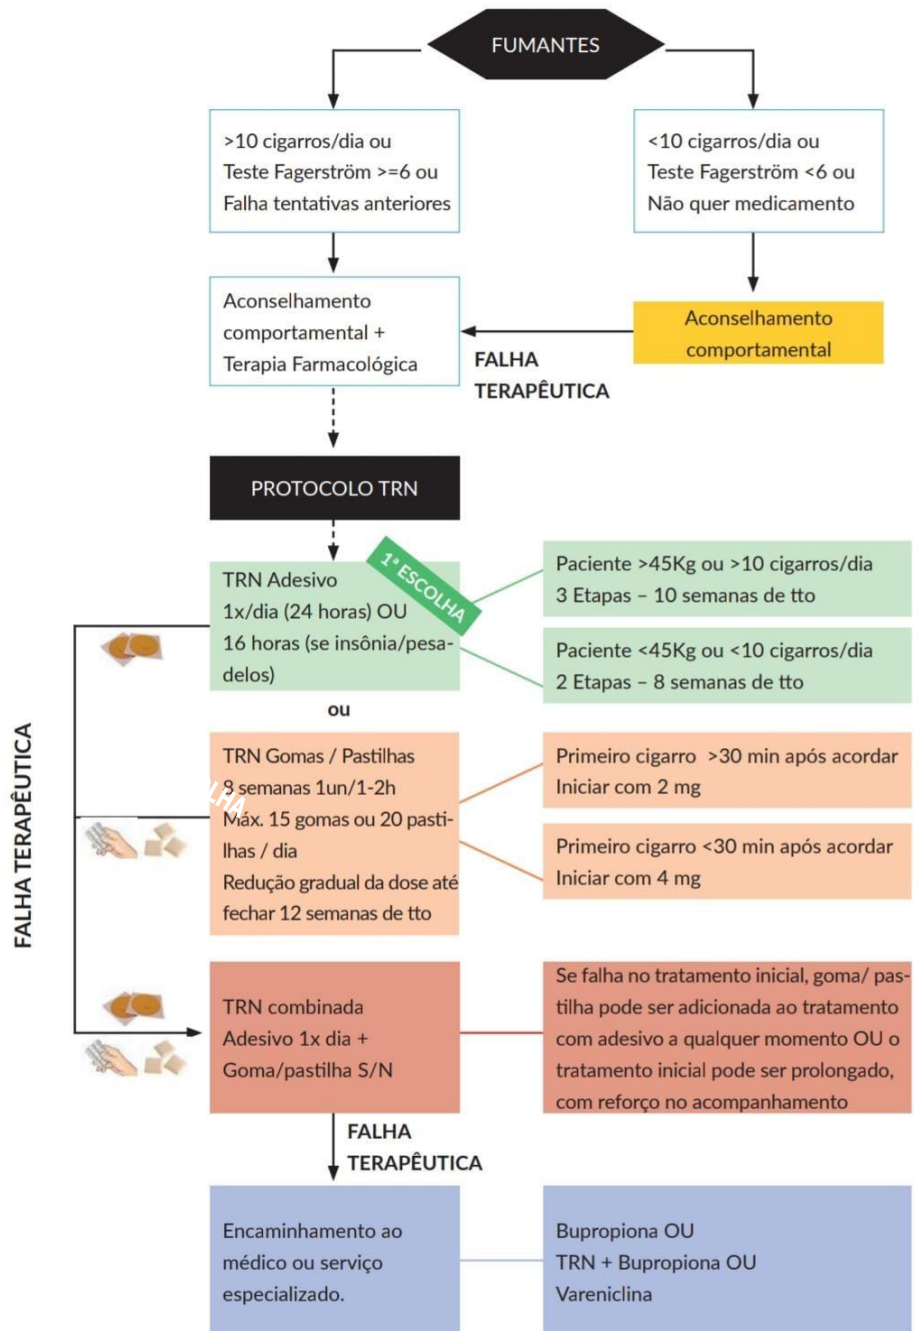 FUMANTES
>10 cigarros/dia ou
Teste Fagerström >=6 ou
Falha tentativas anteriores
<10 cigarros/dia ou
Teste Fagerström <6 ou
Não quer medicamento
Aconselhamento
comportamental +
Terapia Farmacológica
Aconselhamento
comportamental
FALHA
TERAPÊUTICA
PROTOCOLO TRN
TRN Adesivo
1x/dia (24 horas) OU
16 horas (se insônia/pesa-
delos)
1ª ESCOLHA
Paciente >45Kg ou >10 cigarros/dia
3 Etapas – 10 semanas de tto
Paciente <45Kg ou <10 cigarros/dia
2 Etapas – 8 semanas de tto
ou
FALHA TERAPÊUTICA
TRN Gomas / Pastilhas
8 semanas 1un/1-2h
Máx. 15 gomas ou 20 pasti-
lhas / dia
Redução gradual da dose até
fechar 12 semanas de tto
Primeiro cigarro >30 min após acordar
Iniciar com 2 mg
Primeiro cigarro <30 min após acordar
Iniciar com 4 mg
TRN combinada
Adesivo 1x dia +
Goma/pastilha S/N
Se falha no tratamento inicial, goma/ pas-
tilha pode ser adicionada ao tratamento
com adesivo a qualquer momento OU o
tratamento inicial pode ser prolongado,
com reforço no acompanhamento
FALHA
TERAPÊUTICA
Encaminhamento ao
médico ou serviço
especializado.
Bupropiona OU
TRN + Bupropiona OU
Vareniclina